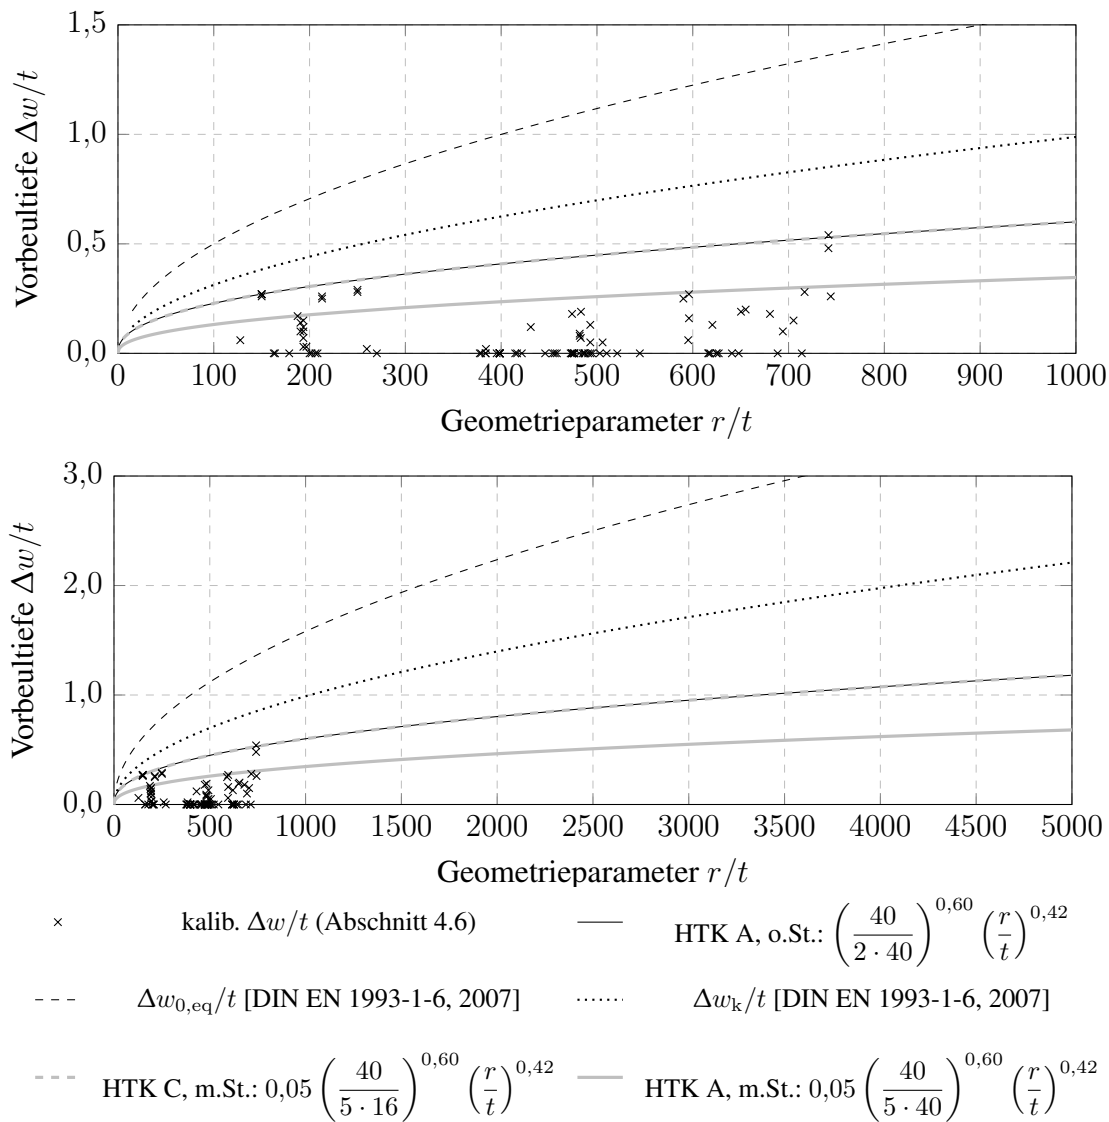 1,5
1,0
0,5
0,0
Vorbeultiefe Δw/t
0 100 200 300 400 500 600 700 800 900 1000
Geometrieparameter r/t
3,0
2,0
1,0
0,0
Vorbeultiefe Δw/t
0 500 1000 1500 2000 2500 3000 3500 4000 4500 5000
Geometrieparameter r/t
kalib. Δw/t (Abschnitt 4.6)
HTK A, o.St.: (40/(2 · 40))^0,60 (r/t)^0,42
Δw₀,eq/t [DIN EN 1993-1-6, 2007]
Δwₖ/t [DIN EN 1993-1-6, 2007]
HTK C, m.St.: 0,05 (40/(5 · 16))^0,60 (r/t)^0,42
HTK A, m.St.: 0,05 (40/(5 · 40))^0,60 (r/t)^0,42